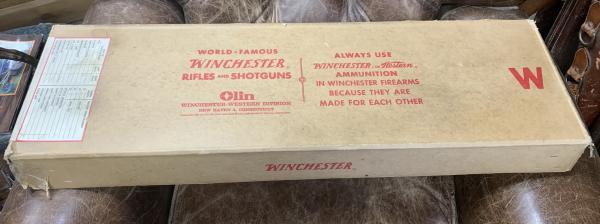 WORLD-FAMOUS
WINCHESTER®
RIFLES AND SHOTGUNS
Olin
WINCHESTER-WESTERN DIVISION
NEW HAVEN 4, CONNECTICUT
ALWAYS USE
WINCHESTER OR Western
AMMUNITION
IN WINCHESTER FIREARMS
BECAUSE THEY ARE
MADE FOR EACH OTHER
W
WINCHESTER